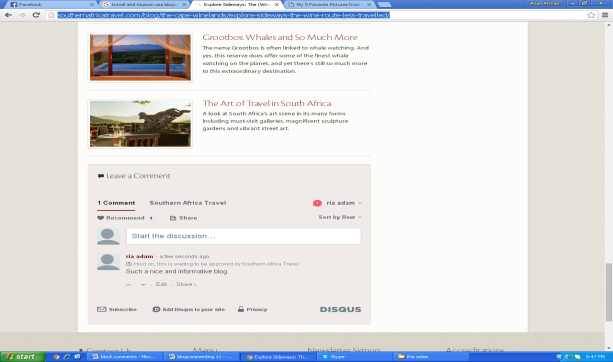 Facebook
travel and tourism usa blog
Explore Sideways: The (Win
My 5 Favorite Pictures from
Asad Ahmad
southernafricatravel.com/blog/the-cape-winelands/explore-sideways-the-wine-route-less-travelled/
Grootbos: Whales and So Much More
The name Grootbos is often linked to whale watching. And
yes, this reserve does offer some of the finest whale
watching on the planet, and yet there's still so much more
to this extraordinary destination.
The Art of Travel in South Africa
A look at South Africa's art scene in its many forms
including must-visit galleries, magnificent sculpture
gardens and vibrant street art.
Leave a Comment
1 Comment Southern Africa Travel 1 ria adam
Recommend 1 Share Sort by Best
Start the discussion...
ria adam • a few seconds ago
Hold on, this is waiting to be approved by Southern Africa Travel.
Such a nice and informative blog.
Edit • Share ›
Subscribe Add Disqus to your site Privacy DISQUS
Contact Us Menu Newsletter Signup Accreditations
start
block comments - Micr...
Explore Sideways: Th...
Skype
Ria adam
6:47 PM